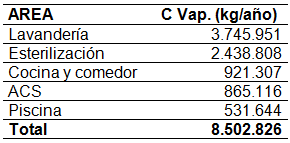 AREA C Vap. (kg/año)
Lavandería 3.745.951
Esterilización 2.438.808
Cocina y comedor 921.307
ACS 865.116
Piscina 531.644
Total 8.502.826